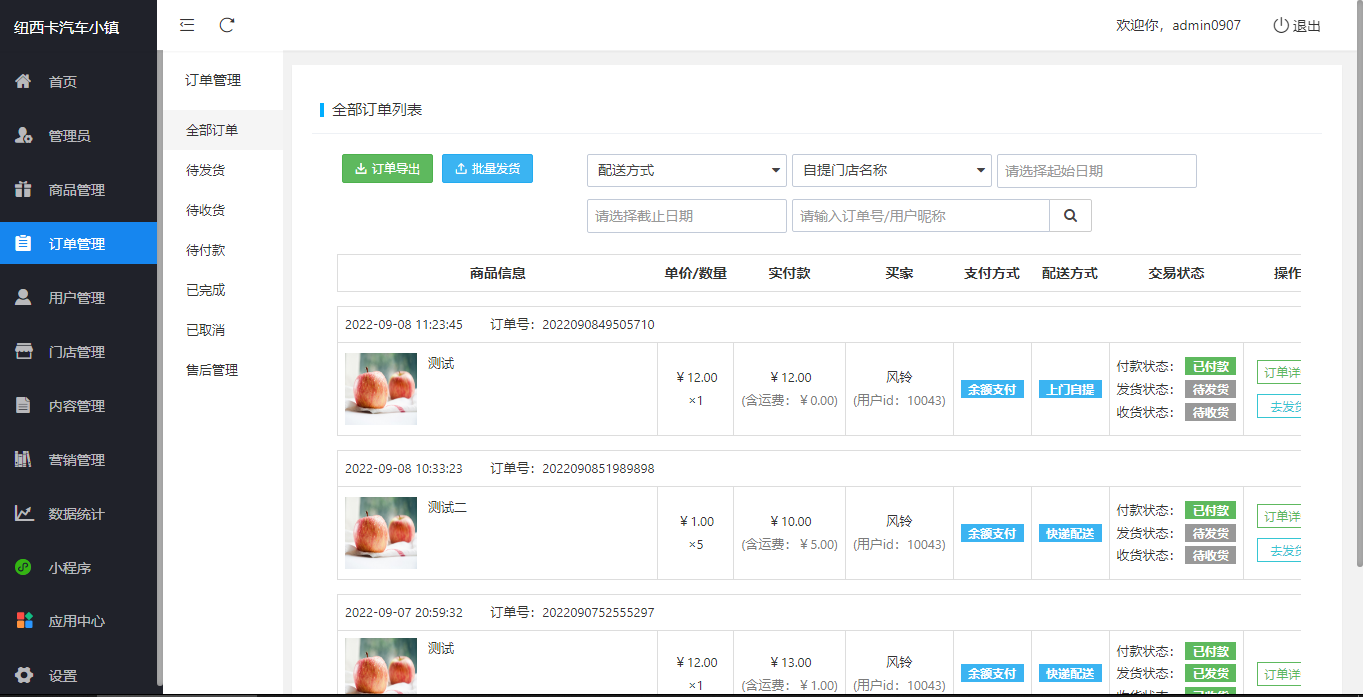 纽西卡汽车小镇
欢迎你，admin0907
退出
首页
管理员
商品管理
订单管理
用户管理
门店管理
内容管理
营销管理
数据统计
小程序
应用中心
设置
订单管理
全部订单
待发货
待收货
待付款
已完成
已取消
售后管理
全部订单列表
订单导出 批量发货 配送方式 自提门店名称 请选择起始日期
请选择截止日期 请输入订单号/用户昵称
商品信息 单价/数量 实付款 买家 支付方式 配送方式 交易状态 操作
2022-09-08 11:23:45 订单号：2022090849505710
测试
￥12.00
×1
￥12.00
(含运费：￥0.00)
风铃
(用户id：10043)
余额支付
上门自提
付款状态： 已付款
发货状态： 待发货
收货状态： 待收货
订单详
去发货
2022-09-08 10:33:23 订单号：2022090851989898
测试二
￥1.00
×5
￥10.00
(含运费：￥5.00)
风铃
(用户id：10043)
余额支付
快递配送
付款状态： 已付款
发货状态： 待发货
收货状态： 待收货
订单详
去发货
2022-09-07 20:59:32 订单号：2022090752555297
测试
￥12.00
×1
￥13.00
(含运费：￥1.00)
风铃
(用户id：10043)
余额支付
快递配送
付款状态： 已付款
发货状态： 已发货
订单详